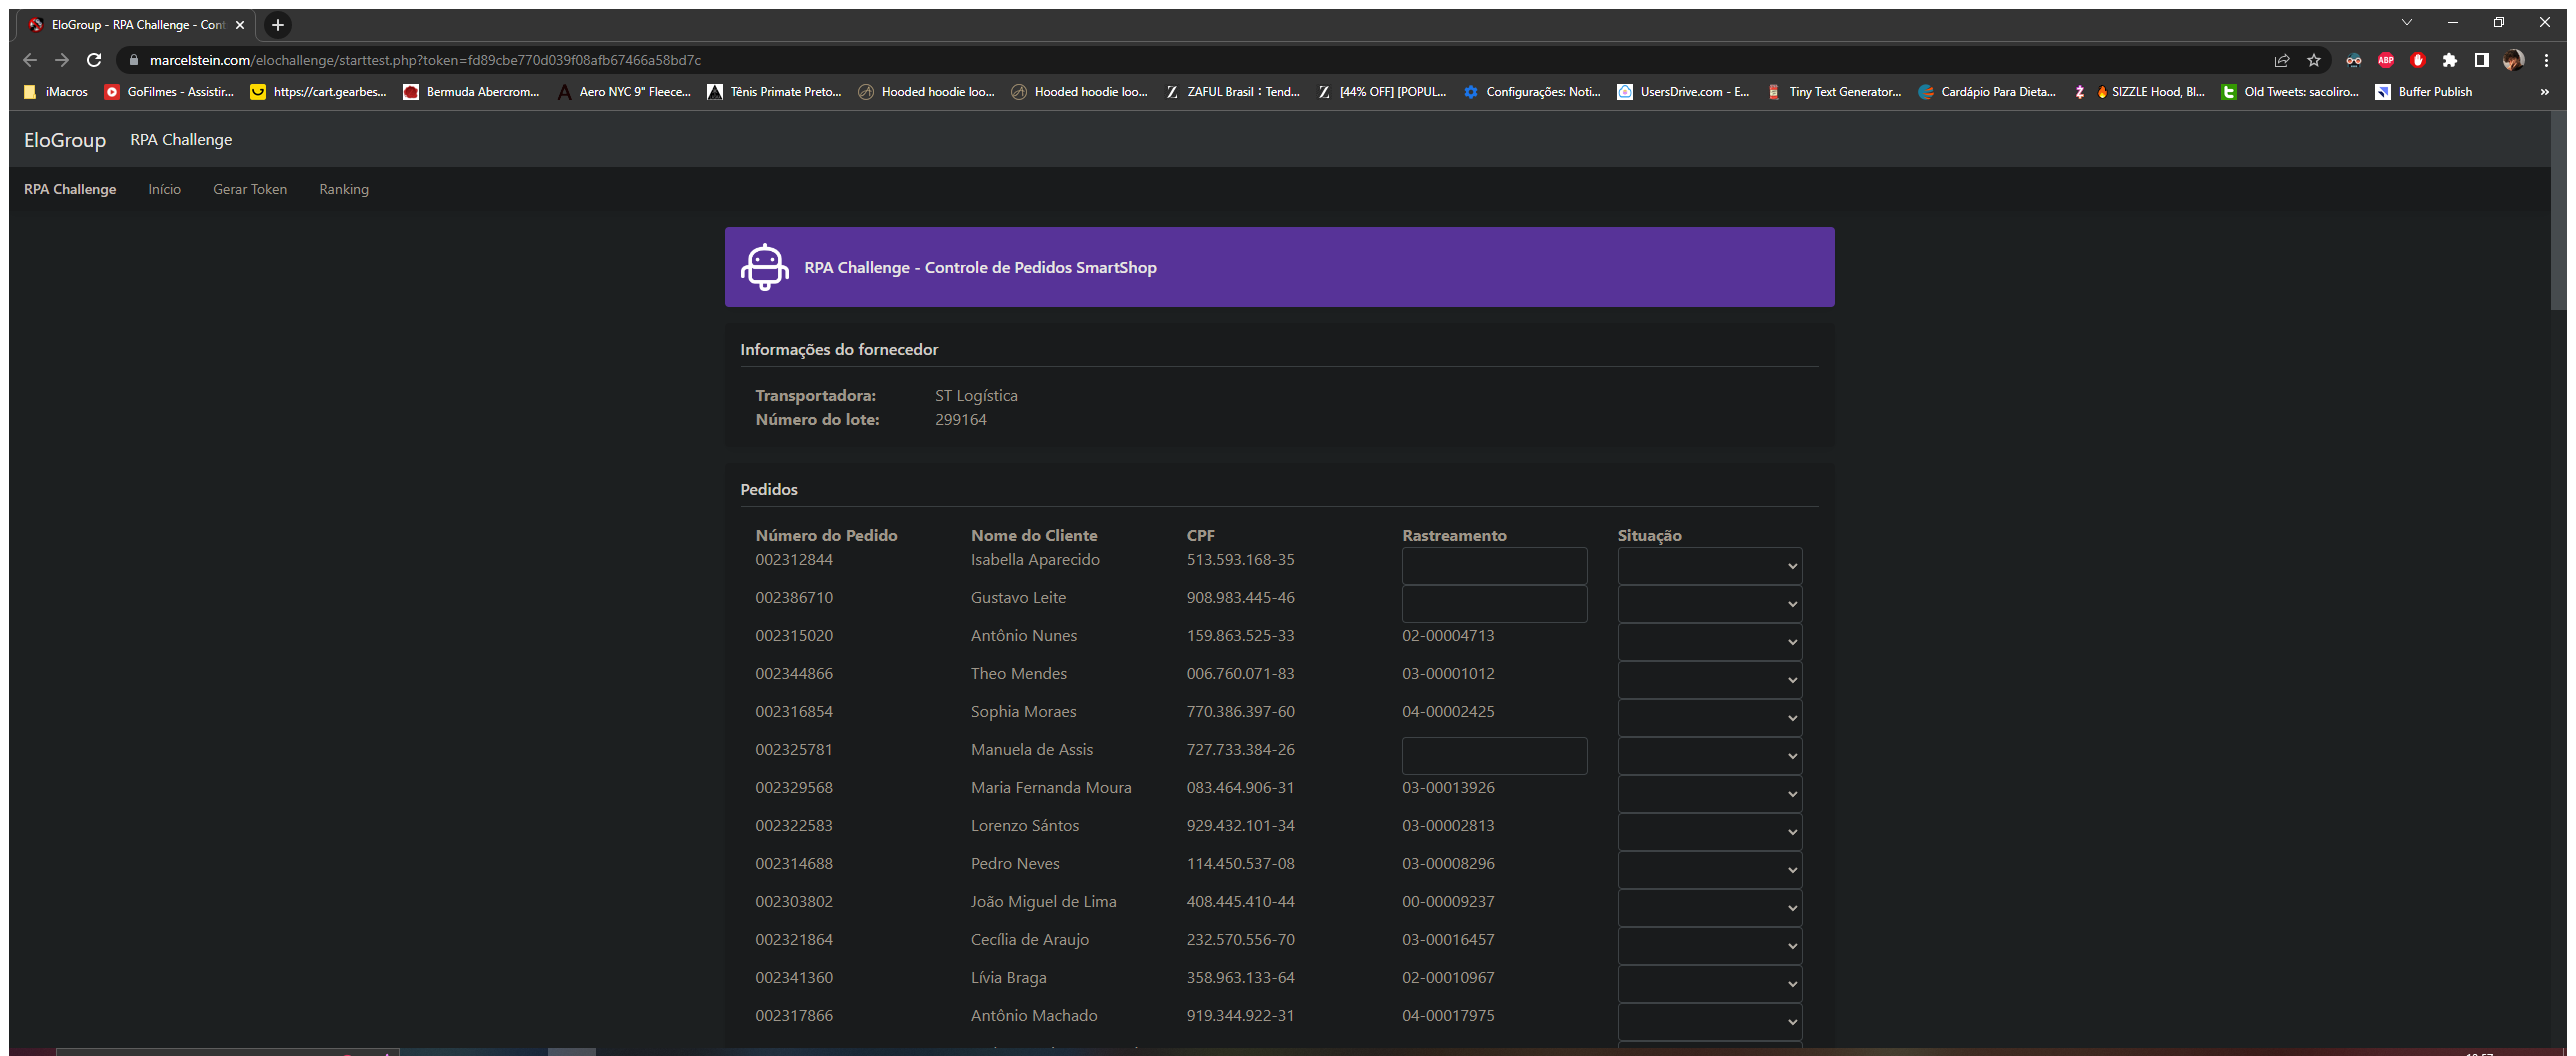 EloGroup - RPA Challenge - Cont
marcelstein.com/elochallenge/starttest.php?token=fd89cbe770d039f08afb67466a58bd7c
ABP
iMacros GoFilmes - Assistir... https://cart.gearbes... Bermuda Abercrom... Aero NYC 9" Fleece... Tênis Primate Preto... Hooded hoodie loo... Hooded hoodie loo... ZAFUL Brasil : Tend... [44% OFF] [POPUL... Configurações: Noti... UsersDrive.com - E... Tiny Text Generator... Cardápio Para Dieta... SIZZLE Hood, Bl... Old Tweets: sacoliro... Buffer Publish »
EloGroup RPA Challenge
RPA Challenge Início Gerar Token Ranking
RPA Challenge - Controle de Pedidos SmartShop
Informações do fornecedor
Transportadora: ST Logística
Número do lote: 299164
Pedidos
Número do Pedido Nome do Cliente CPF Rastreamento Situação
002312844 Isabella Aparecido 513.593.168-35
002386710 Gustavo Leite 908.983.445-46
002315020 Antônio Nunes 159.863.525-33 02-00004713
002344866 Theo Mendes 006.760.071-83 03-00001012
002316854 Sophia Moraes 770.386.397-60 04-00002425
002325781 Manuela de Assis 727.733.384-26
002329568 Maria Fernanda Moura 083.464.906-31 03-00013926
002322583 Lorenzo Sántos 929.432.101-34 03-00002813
002314688 Pedro Neves 114.450.537-08 03-00008296
002303802 João Miguel de Lima 408.445.410-44 00-00009237
002321864 Cecília de Araujo 232.570.556-70 03-00016457
002341360 Lívia Braga 358.963.133-64 02-00010967
002317866 Antônio Machado 919.344.922-31 04-00017975